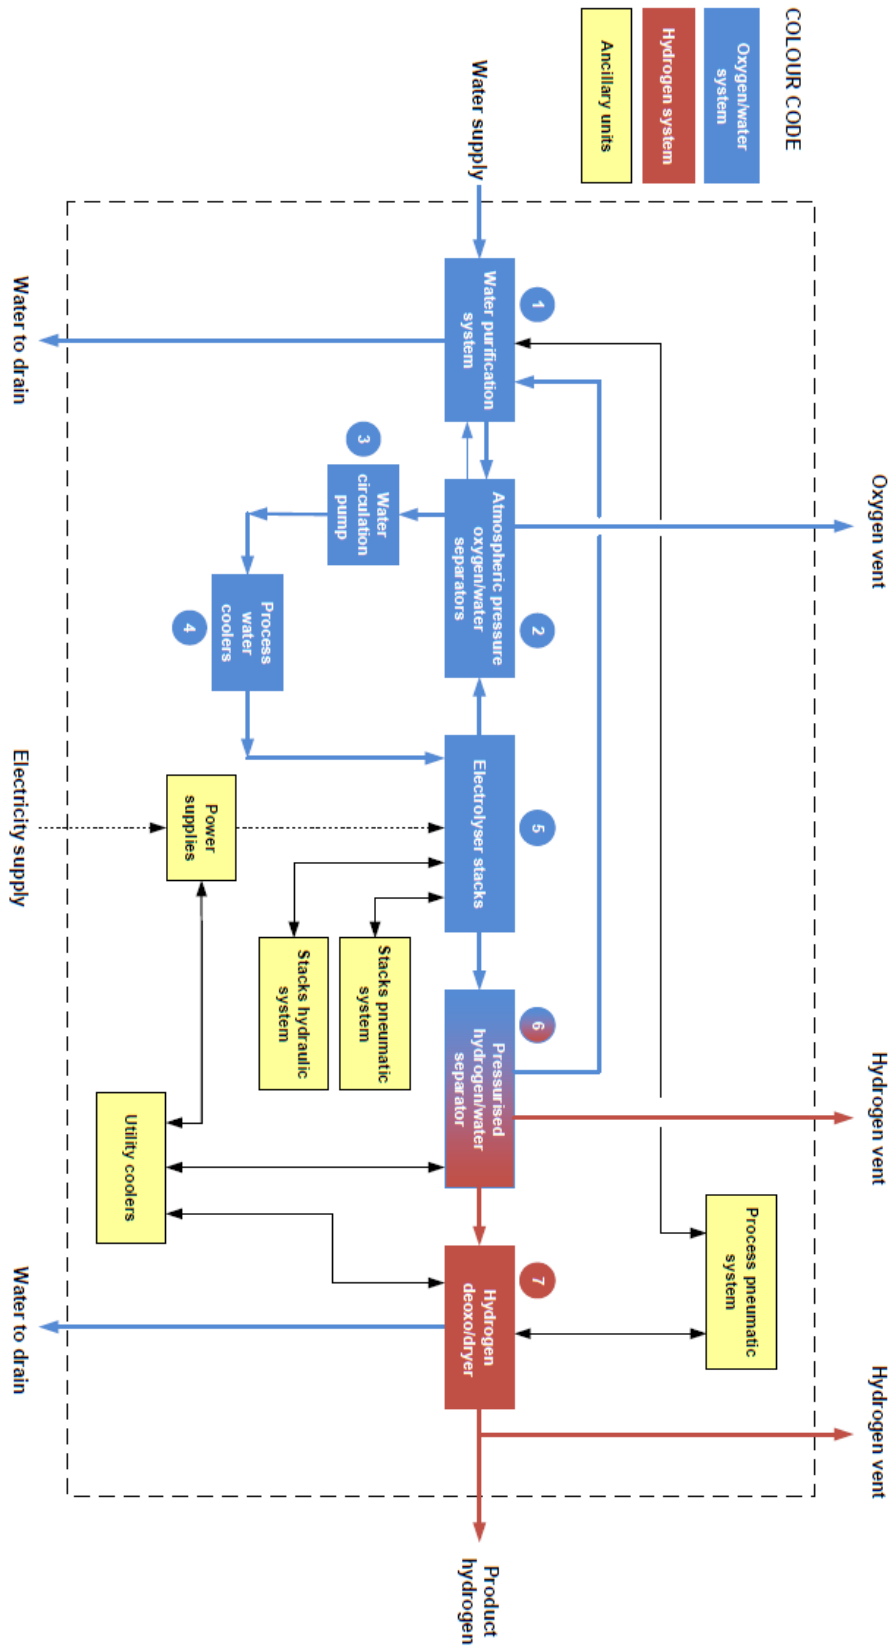 COLOUR CODE
Oxygen/water
system
Hydrogen system
Ancillary units
Oxygen vent
Hydrogen vent
Hydrogen vent
Process pneumatic
system
Water supply
1
Water purification
system
2
Atmospheric pressure
oxygen/water
separators
5
Electrolyser stacks
6
Pressurised
hydrogen/water
separator
7
Hydrogen
deoxo/dryer
Product
hydrogen
3
Water
circulation
pump
4
Process
water
coolers
Stacks pneumatic
system
Stacks hydraulic
system
Power
supplies
Utility coolers
Water to drain
Electricity supply
Water to drain